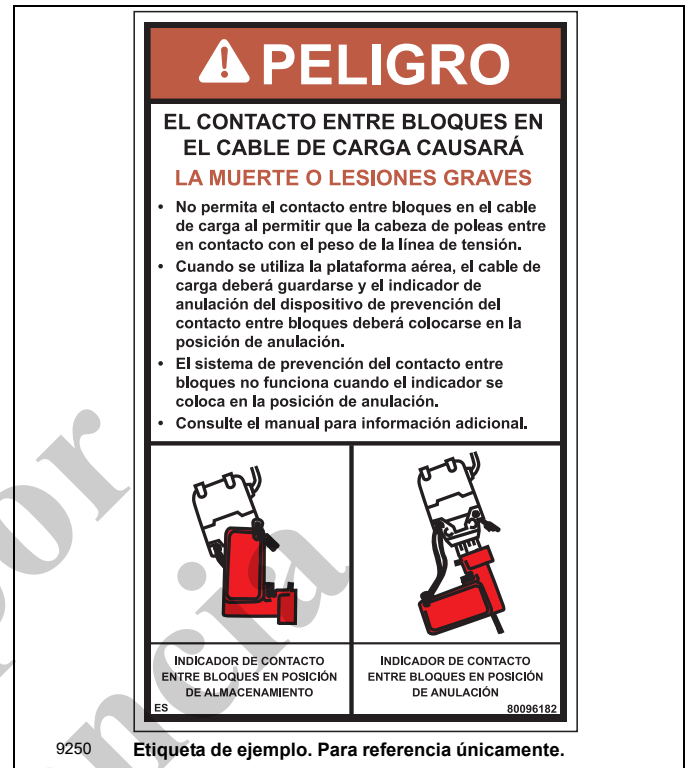 PELIGRO
EL CONTACTO ENTRE BLOQUES EN
EL CABLE DE CARGA CAUSARÁ
LA MUERTE O LESIONES GRAVES
• No permita el contacto entre bloques en el cable
de carga al permitir que la cabeza de poleas entre
en contacto con el peso de la línea de tensión.
• Cuando se utiliza la plataforma aérea, el cable de
carga deberá guardarse y el indicador de
anulación del dispositivo de prevención del
contacto entre bloques deberá colocarse en la
posición de anulación.
• El sistema de prevención del contacto entre
bloques no funciona cuando el indicador se
coloca en la posición de anulación.
• Consulte el manual para información adicional.
INDICADOR DE CONTACTO
ENTRE BLOQUES EN POSICIÓN
DE ALMACENAMIENTO
ES
INDICADOR DE CONTACTO
ENTRE BLOQUES EN POSICIÓN
DE ANULACIÓN
80096182
9250 Etiqueta de ejemplo. Para referencia únicamente.